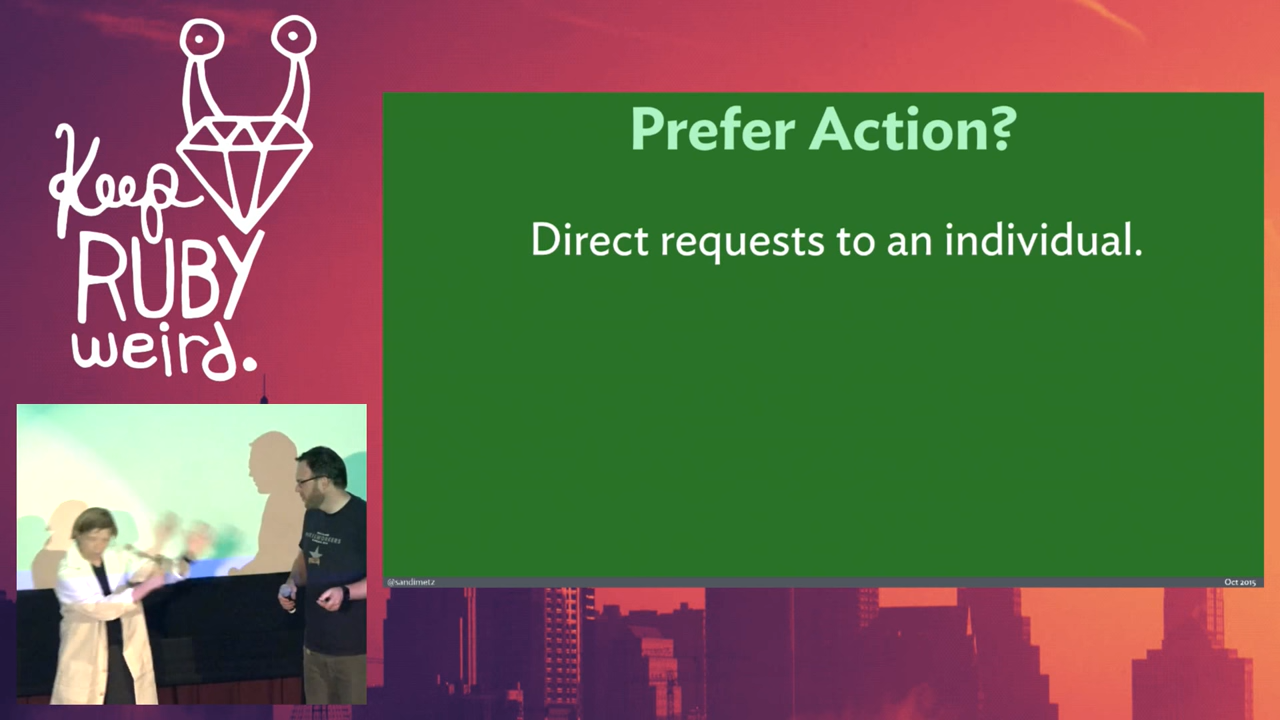 Keep
RUBY
weird.
Prefer Action?
Direct requests to an individual.
@sandimetz
Oct 2015